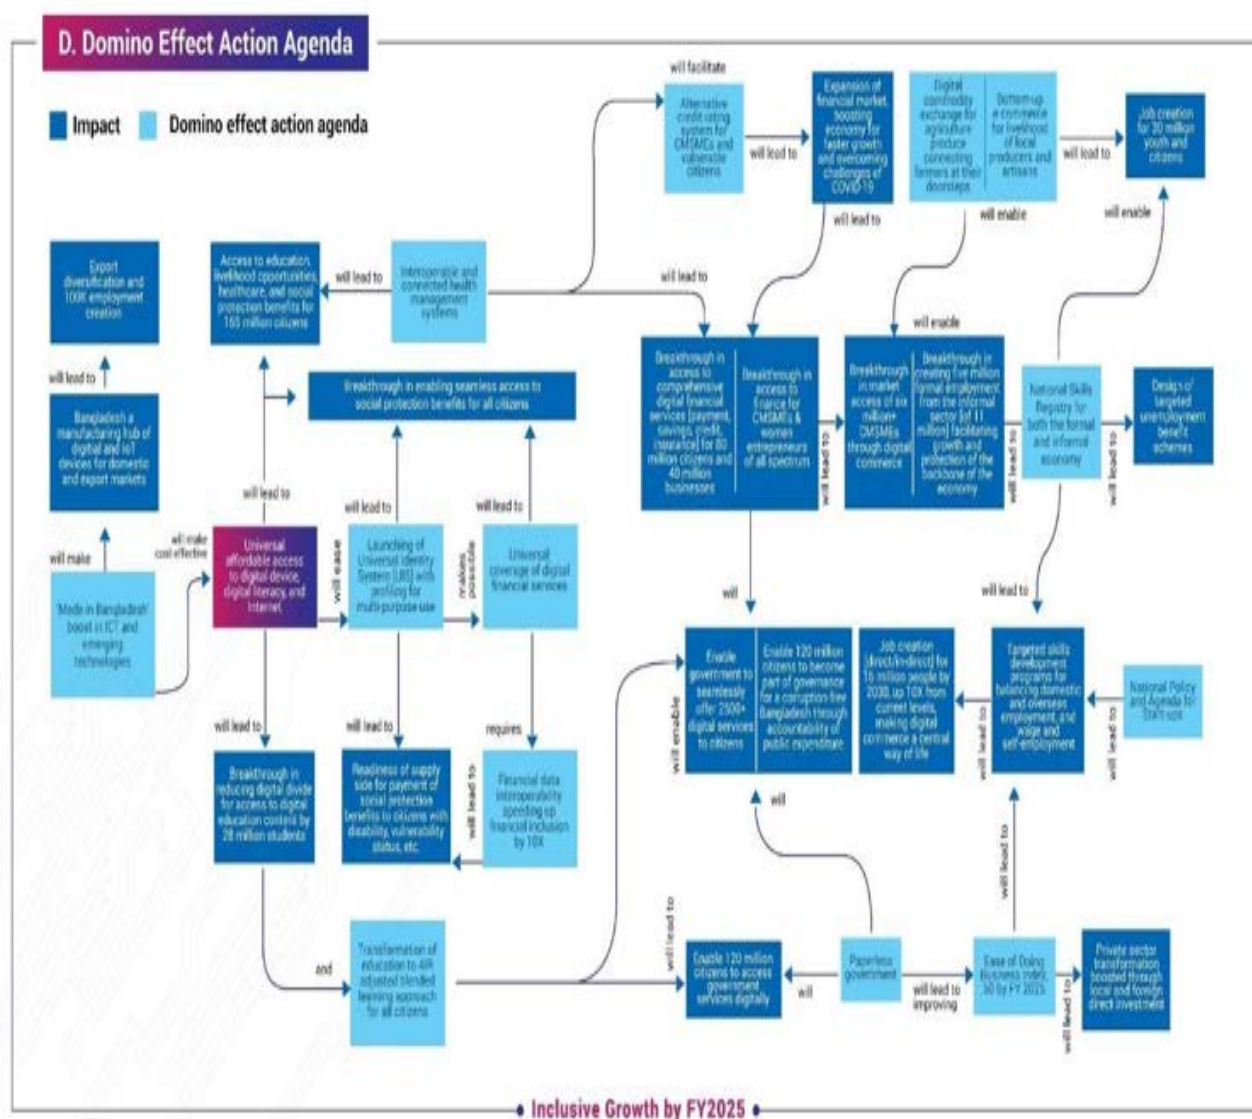 D. Domino Effect Action Agenda
Impact
Domino effect action agenda
will facilitate
Alternative
credit rating
system for
CMSMEs and
vulnerable
citizens
will lead to
Expansion of
financial market,
boosting
economy for
faster growth
and overcoming
challenges of
COVID-19
will lead to
Digital
commodity
exchange for
agriculture
produce
connecting
farmers at their
doorsteps
Bottom-up
e-commerce
for livelihood
of local
producers and
artisans
will enable
will lead to
Job creation
for 20 million
youth and
citizens
will enable
Export
diversification and
100K employment
creation
will lead to
Bangladesh a
manufacturing hub of
digital and IoT
devices for domestic
and export markets
will make
'Made in Bangladesh'
boost in ICT and
emerging
technologies
will make
cost effective
Access to education,
livelihood opportunities,
healthcare, and social
protection benefits for
million citizens
will lead to
Interoperable and
connected health
management
systems
will lead to
Breakthrough in enabling seamless access to
social protection benefits for all citizens
will lead to
will lead to
will lead to
Universal
affordable access
to digital device,
digital literacy, and
Internet
will ease
Launching of
Universal Identity
System with
profiling for
multi-purpose use
makes
possible
Universal
coverage of digital
financial services
Breakthrough in
access to
comprehensive
digital financial
services [payment,
savings, credit,
insurance] for 80
million citizens and
40 million
businesses
Breakthrough in
access to
finance for
CMSMEs & women
entrepreneurs
of all spectrum
will lead to
will enable
Breakthrough
in market
access of six
million+
CMSMEs
through digital
commerce
Breakthrough in
creating five million
formal employment
from the informal
sector [of 11
million] facilitating
growth and
protection of the
backbone of the
economy
will lead to
National Skills
Registry for
both the formal
and informal
economy
will lead to
Design of
targeted
unemployment
benefit
schemes
will
will lead to
will lead to
Breakthrough in
reducing digital divide
for access to digital
education content by
28 million students
will lead to
Readiness of supply
side for payment of
social protection
benefits to citizens with
disability, vulnerability
status, etc.
requires
will lead to
Financial data
interoperability
speeding up
financial inclusion
by 10X
will enable
Enable
government to
seamlessly
offer 2500+
digital services
to citizens
Enable 120 million
citizens to become
part of governance
for a corruption-free
Bangladesh through
accountability of
public expenditure
Job creation
[direct/indirect] for
15 million people by
2030, up 10X from
current levels,
making digital
commerce a central
way of life
will lead to
Targeted skills
development
programs for
balancing domestic
and overseas
employment, and
wage and
self-employment
will lead to
National Policy
and Agenda for
Start-ups
will
will lead to
and
Transformation of
education to 4IR
adjusted blended
learning approach
for all citizens
will lead to
Enable 120 million
citizens to access
government
services digitally
will
Paperless
government
will lead to
improving
Ease of Doing
Business Index
50 by FY 2025
will lead to
Private sector
transformation
boosted through
local and foreign
direct investment
Inclusive Growth by FY2025